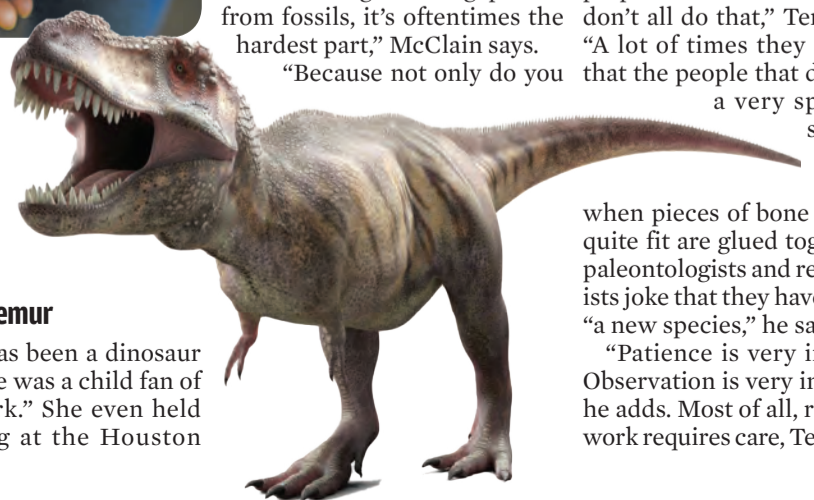 from fossils, it's oftentimes the
hardest part," McClain says.
"Because not only do you
emur
as been a dinosaur
e was a child fan of
rk." She even held
g at the Houston
don't all do that," Ter
"A lot of times they
that the people that d
a very sp
s
when pieces of bone
quite fit are glued tog
paleontologists and re
ists joke that they have
"a new species," he sa
"Patience is very i
Observation is very in
he adds. Most of all, r
work requires care, Te